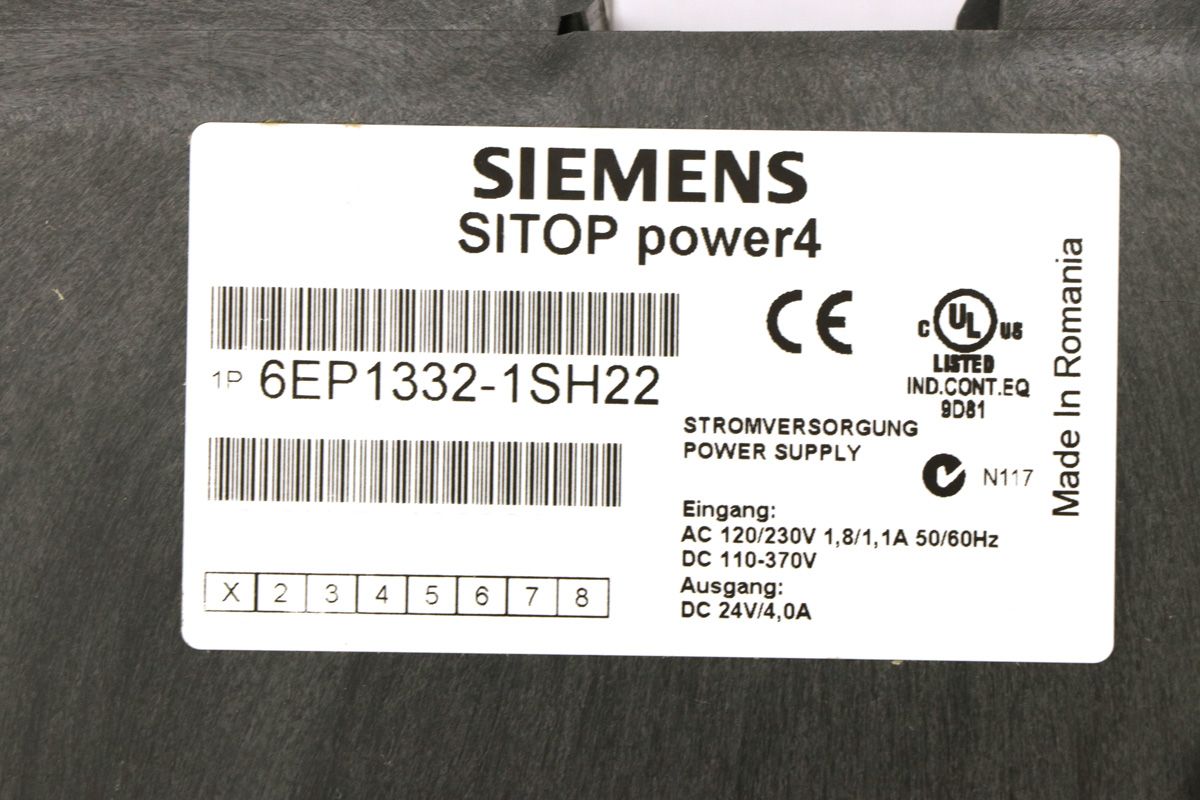 SIEMENS
SITOP power4
1P 6EP1332-1SH22
C UL US
LISTED
IND.CONT.EQ
9D81
STROMVERSORGUNG
POWER SUPPLY
N117
Eingang:
AC 120/230V 1,8/1,1A 50/60Hz
DC 110-370V
Ausgang:
DC 24V/4,0A
X 2 3 4 5 6 7 8
Made In Romania